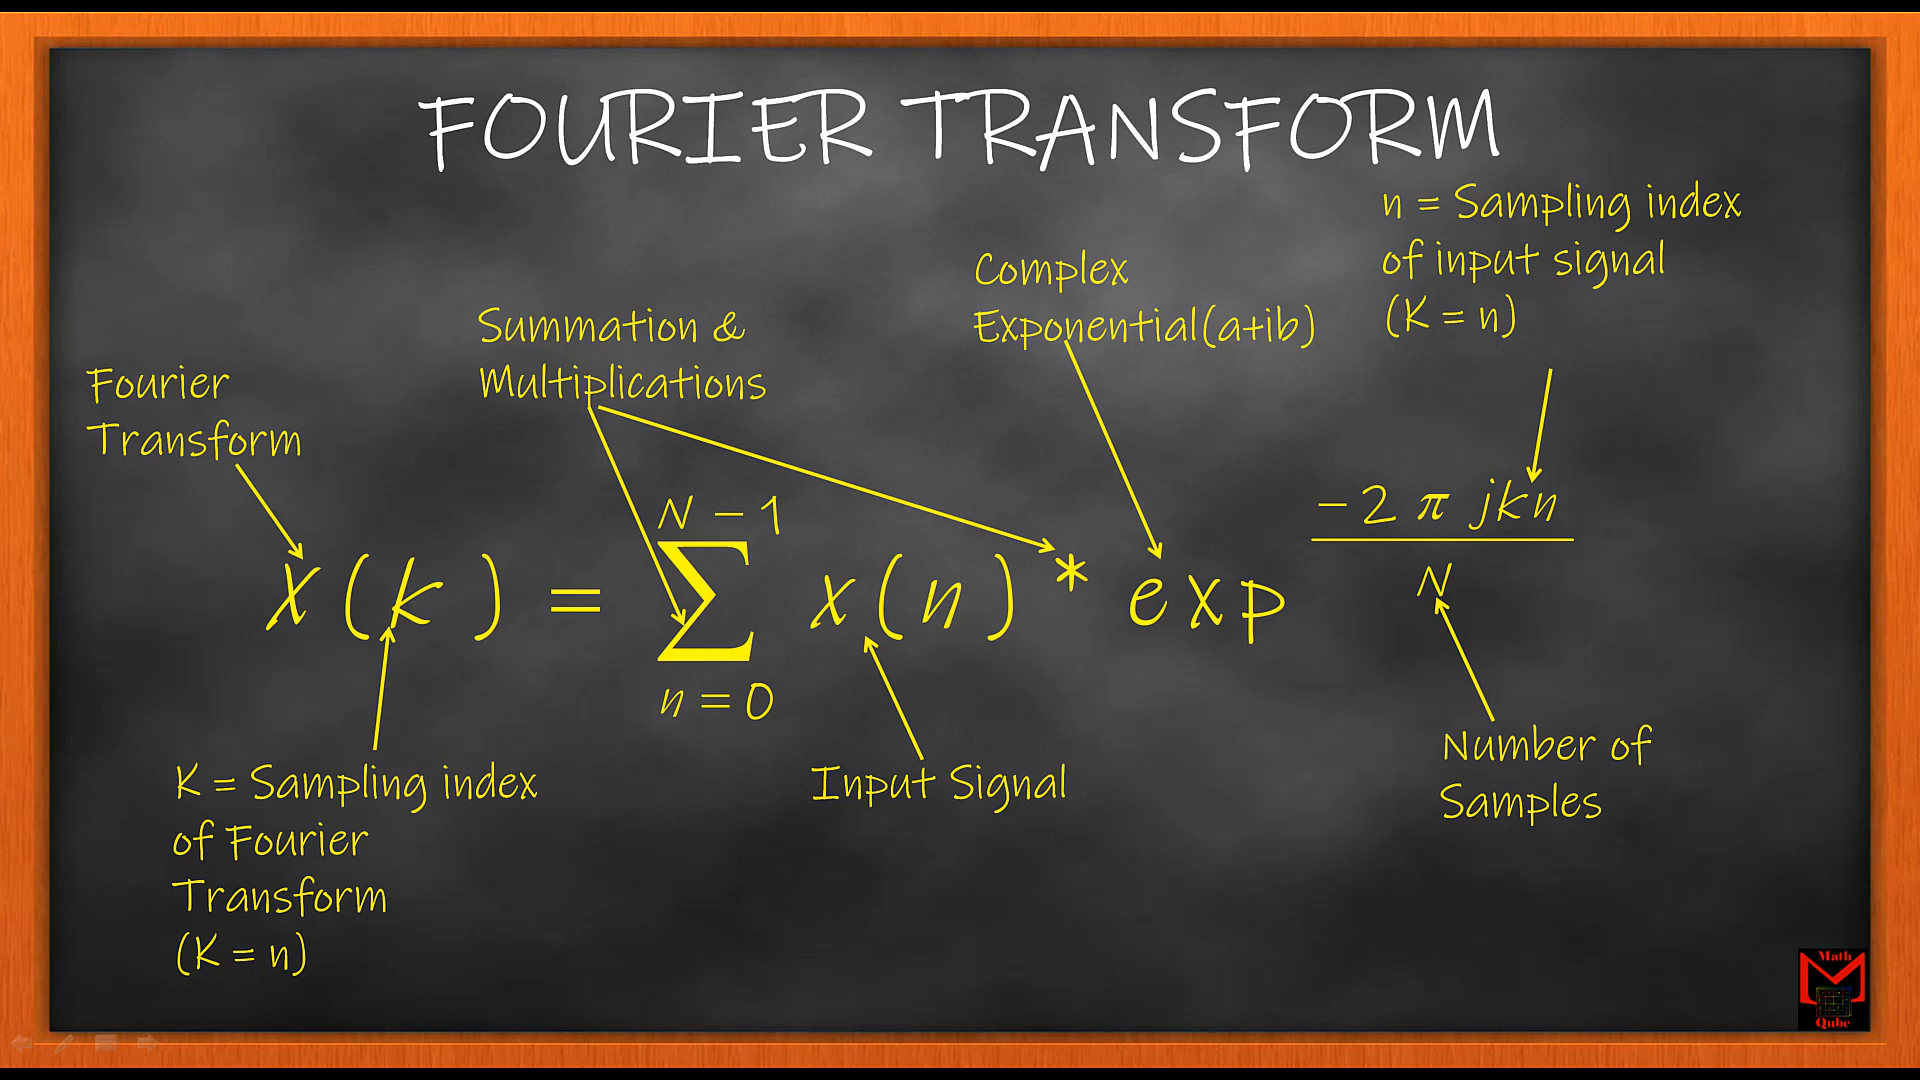 FOURIER TRANSFORM
n = Sampling index
of input signal
(K = n)
Complex
Exponential(a+ib)
Summation &
Multiplications
Fourier
Transform
N − 1
X(k) = ∑ x(n) * exp −2 π jkn / N
n = 0
K = Sampling index
of Fourier
Transform
(K = n)
Input Signal
Number of
Samples
Math
Qube